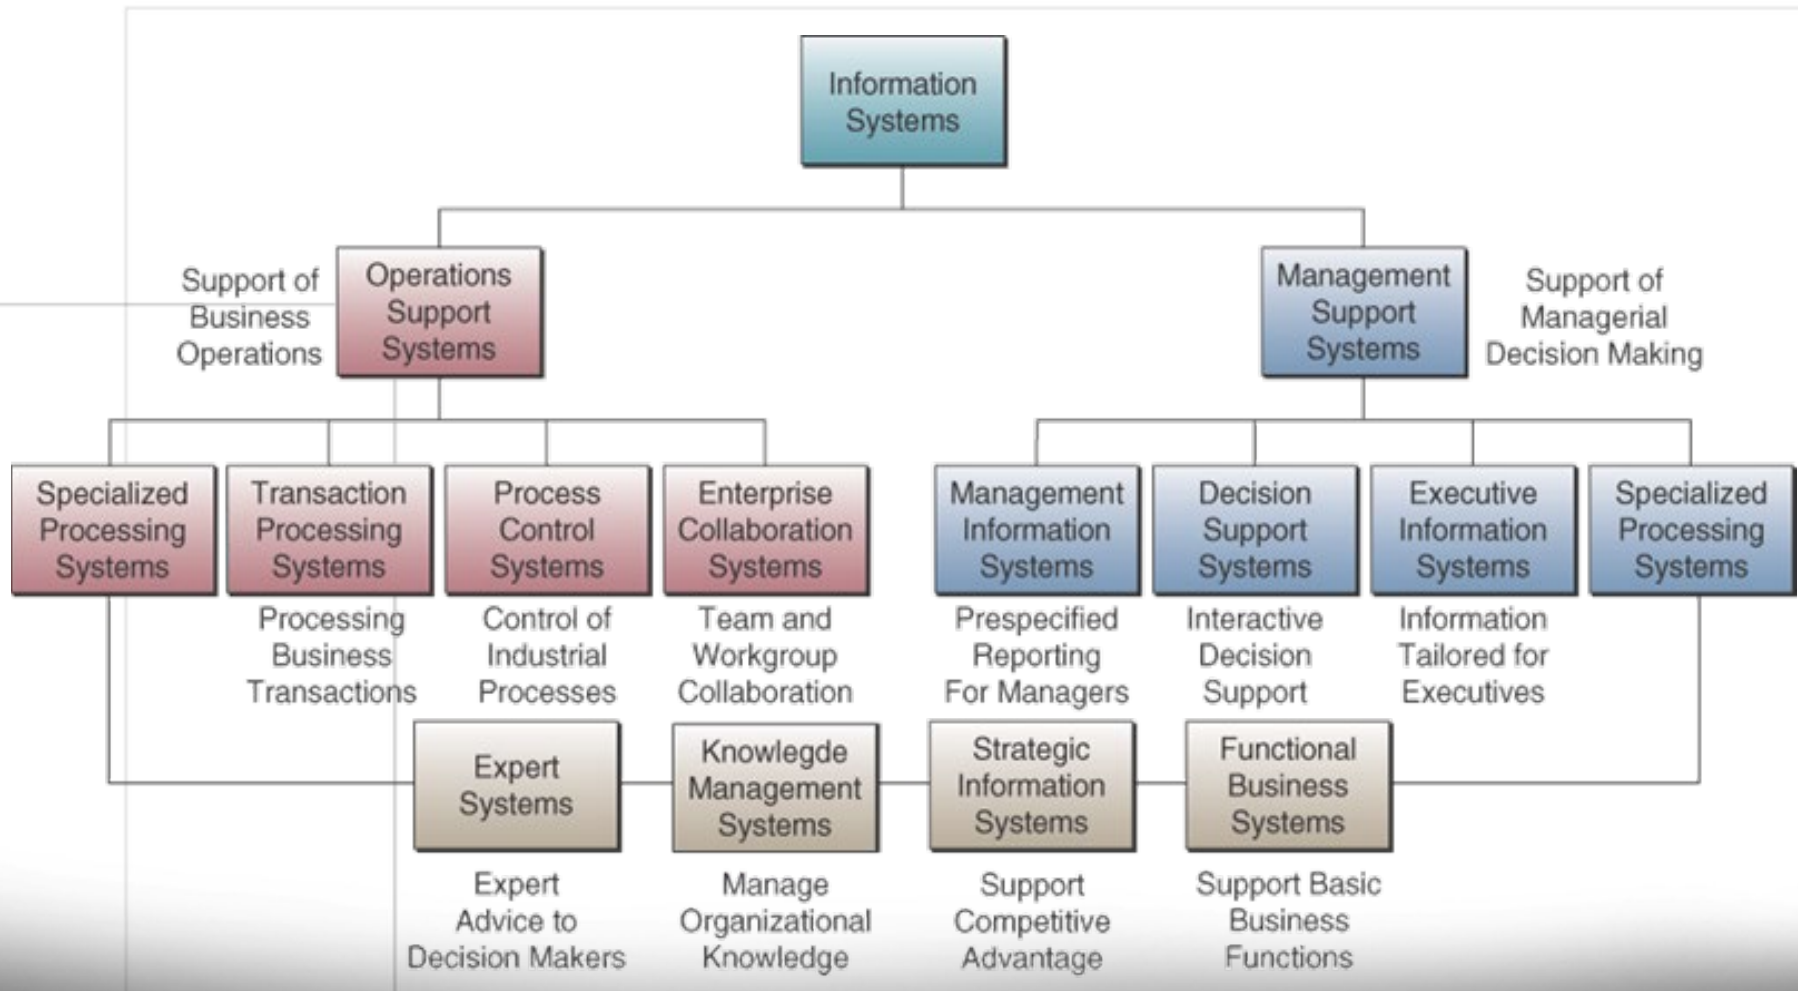 Information
Systems
Support of
Business
Operations
Operations
Support
Systems
Management
Support
Systems
Support of
Managerial
Decision Making
Specialized
Processing
Systems
Transaction
Processing
Systems
Processing
Business
Transactions
Process
Control
Systems
Control of
Industrial
Processes
Enterprise
Collaboration
Systems
Team and
Workgroup
Collaboration
Management
Information
Systems
Prespecified
Reporting
For Managers
Decision
Support
Systems
Interactive
Decision
Support
Executive
Information
Systems
Information
Tailored for
Executives
Specialized
Processing
Systems
Expert
Systems
Expert
Advice to
Decision Makers
Knowlegde
Management
Systems
Manage
Organizational
Knowledge
Strategic
Information
Systems
Support
Competitive
Advantage
Functional
Business
Systems
Support Basic
Business
Functions